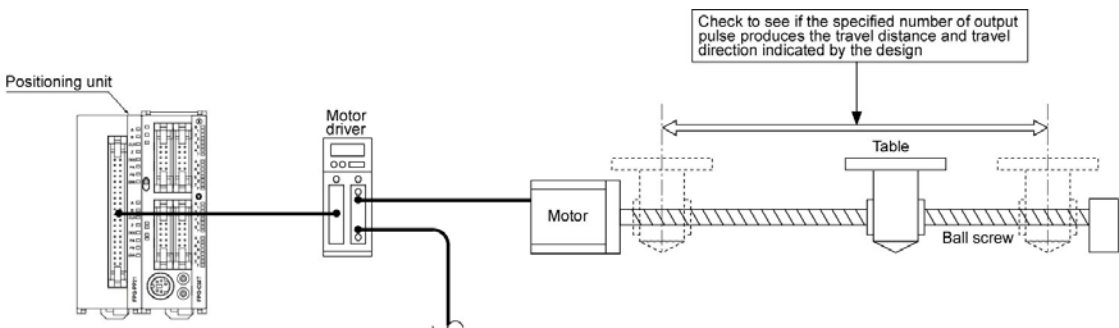 Check to see if the specified number of output
pulse produces the travel distance and travel
direction indicated by the design
Positioning unit
Motor
driver
Table
Motor
Ball screw